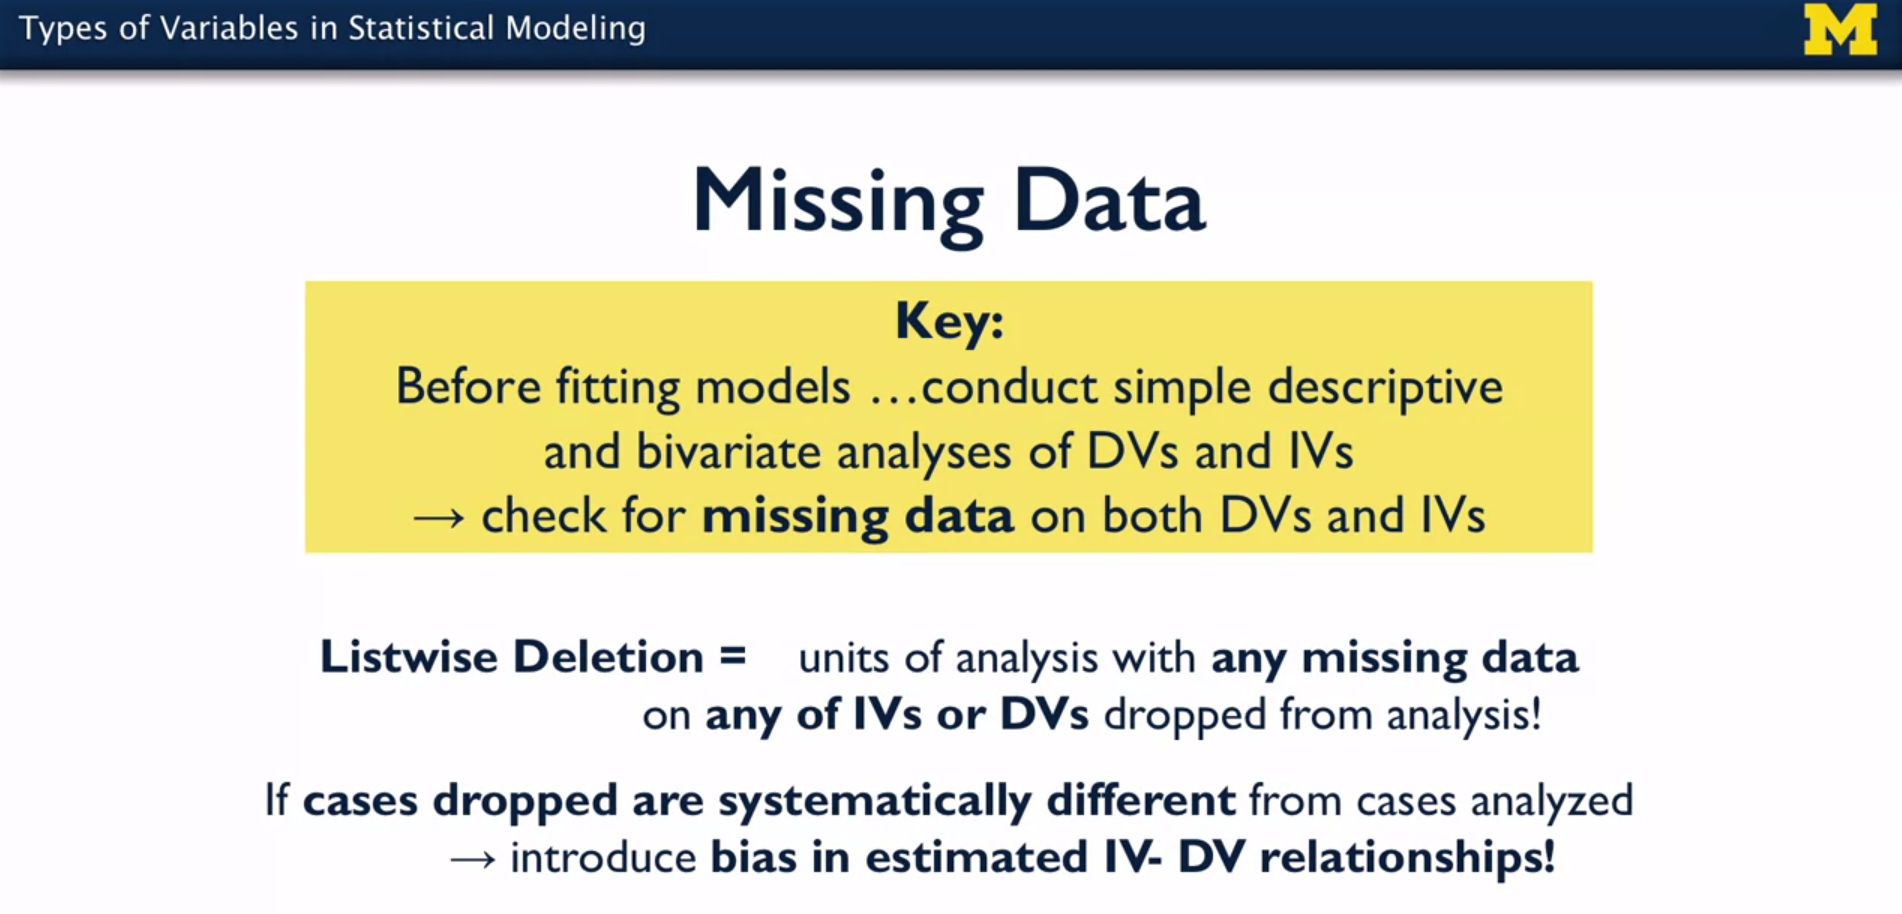 Types of Variables in Statistical Modeling
M
Missing Data
Key:
Before fitting models ...conduct simple descriptive
and bivariate analyses of DVs and IVs
→ check for missing data on both DVs and IVs
Listwise Deletion = units of analysis with any missing data
on any of IVs or DVs dropped from analysis!
If cases dropped are systematically different from cases analyzed
→ introduce bias in estimated IV- DV relationships!